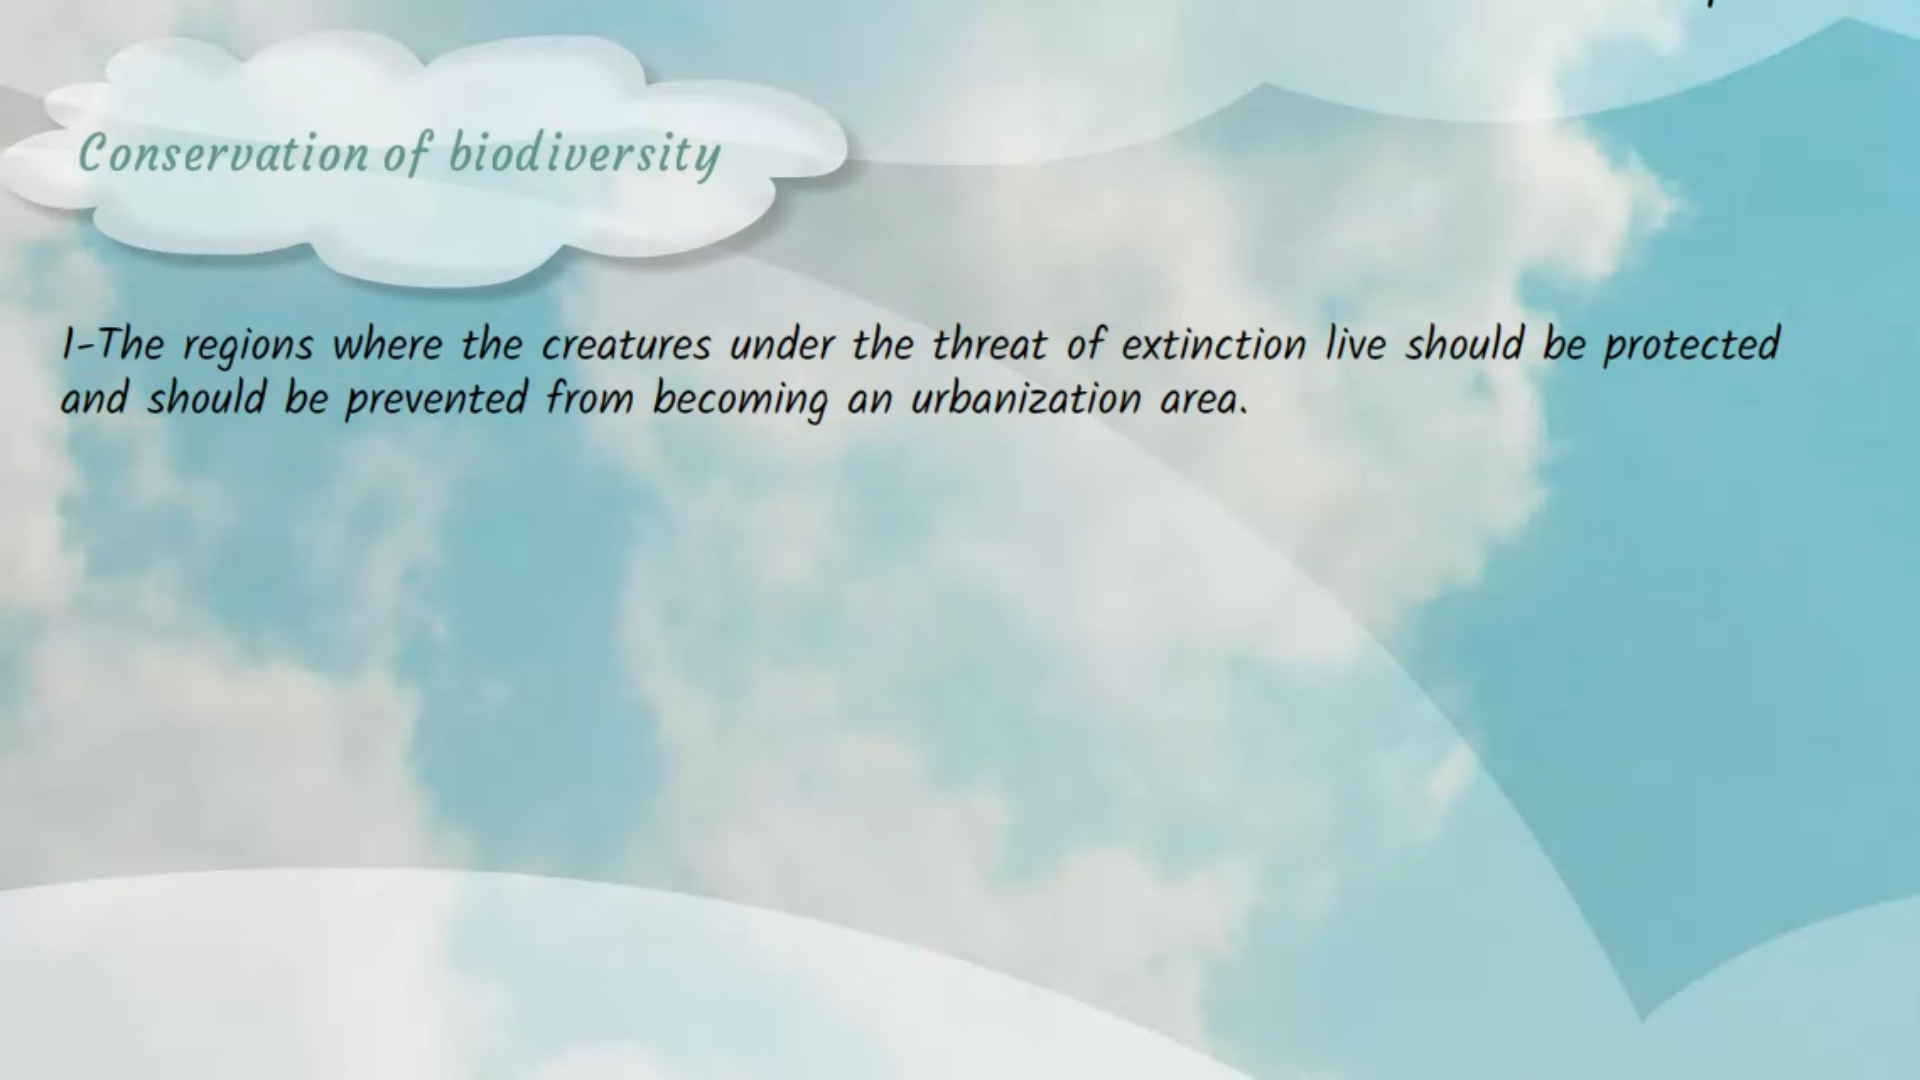 Conservation of biodiversity
1-The regions where the creatures under the threat of extinction live should be protected
and should be prevented from becoming an urbanization area.